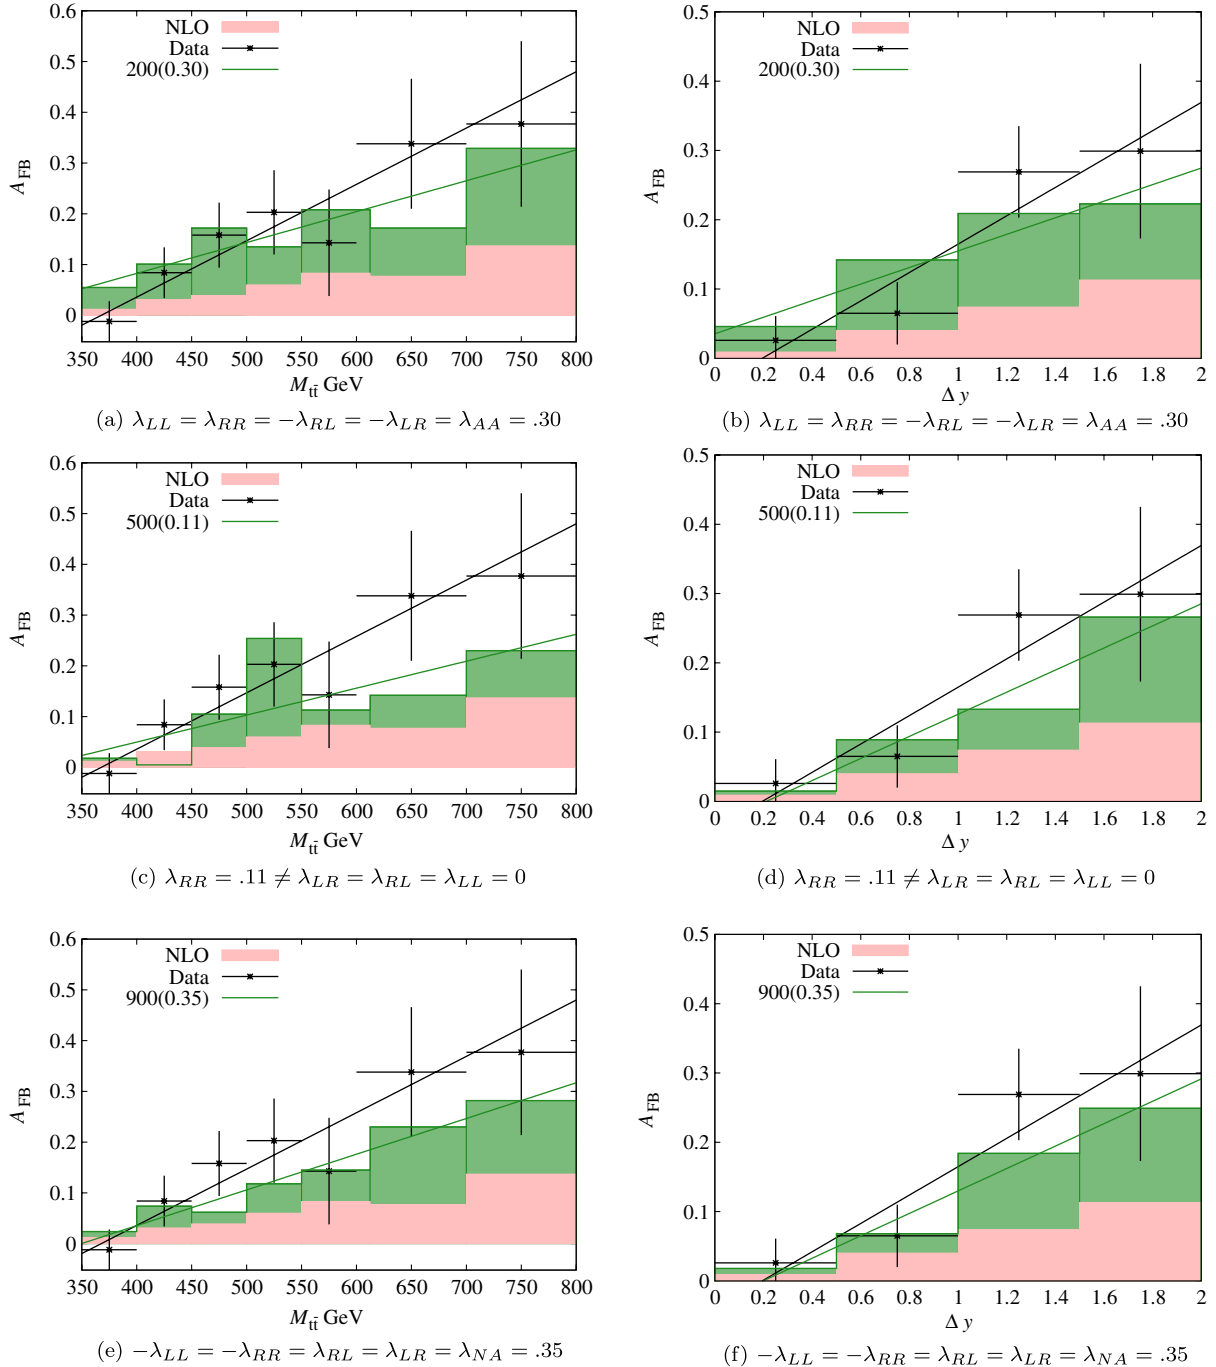 0.6
0.5
0.4
0.3
0.2
0.1
0
A_FB
NLO
Data
200(0.30)
350 400 450 500 550 600 650 700 750 800
M_tt̄ GeV
(a) λ_LL = λ_RR = −λ_RL = −λ_LR = λ_AA = .30
0.5
0.4
0.3
0.2
0.1
0
A_FB
NLO
Data
200(0.30)
0 0.2 0.4 0.6 0.8 1 1.2 1.4 1.6 1.8 2
Δ y
(b) λ_LL = λ_RR = −λ_RL = −λ_LR = λ_AA = .30
0.6
0.5
0.4
0.3
0.2
0.1
0
A_FB
NLO
Data
500(0.11)
350 400 450 500 550 600 650 700 750 800
M_tt̄ GeV
(c) λ_RR = .11 ≠ λ_LR = λ_RL = λ_LL = 0
0.5
0.4
0.3
0.2
0.1
0
A_FB
NLO
Data
500(0.11)
0 0.2 0.4 0.6 0.8 1 1.2 1.4 1.6 1.8 2
Δ y
(d) λ_RR = .11 ≠ λ_LR = λ_RL = λ_LL = 0
0.6
0.5
0.4
0.3
0.2
0.1
0
A_FB
NLO
Data
900(0.35)
350 400 450 500 550 600 650 700 750 800
M_tt̄ GeV
(e) −λ_LL = −λ_RR = λ_RL = λ_LR = λ_NA = .35
0.5
0.4
0.3
0.2
0.1
0
A_FB
NLO
Data
900(0.35)
0 0.2 0.4 0.6 0.8 1 1.2 1.4 1.6 1.8 2
Δ y
(f) −λ_LL = −λ_RR = λ_RL = λ_LR = λ_NA = .35